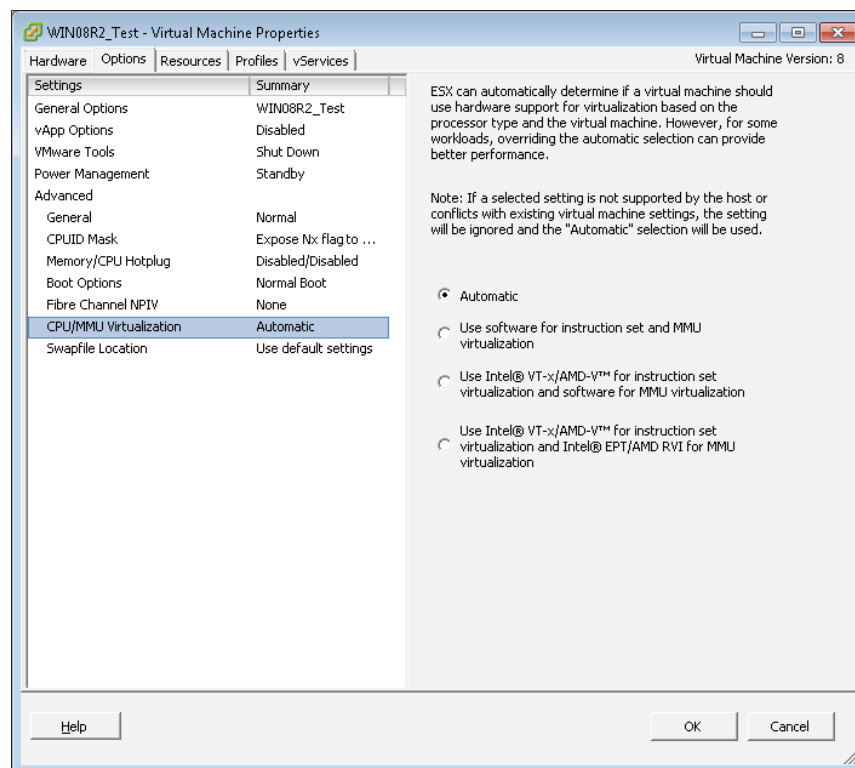 WIN08R2_Test - Virtual Machine Properties
Hardware Options Resources Profiles vServices Virtual Machine Version: 8
Settings Summary
General Options WIN08R2_Test
vApp Options Disabled
VMware Tools Shut Down
Power Management Standby
Advanced
General Normal
CPUID Mask Expose Nx flag to ...
Memory/CPU Hotplug Disabled/Disabled
Boot Options Normal Boot
Fibre Channel NPIV None
CPU/MMU Virtualization Automatic
Swapfile Location Use default settings
ESX can automatically determine if a virtual machine should
use hardware support for virtualization based on the
processor type and the virtual machine. However, for some
workloads, overriding the automatic selection can provide
better performance.
Note: If a selected setting is not supported by the host or
conflicts with existing virtual machine settings, the setting
will be ignored and the "Automatic" selection will be used.
Automatic
Use software for instruction set and MMU
virtualization
Use Intel® VT-x/AMD-V™ for instruction set
virtualization and software for MMU virtualization
Use Intel® VT-x/AMD-V™ for instruction set
virtualization and Intel® EPT/AMD RVI for MMU
virtualization
Help OK Cancel